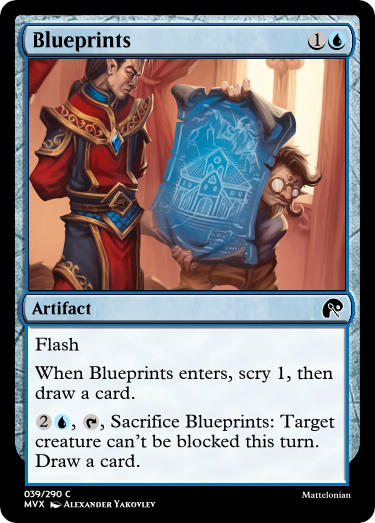 Blueprints 1
Artifact
Flash
When Blueprints enters, scry 1, then
draw a card.
2, , Sacrifice Blueprints: Target
creature can't be blocked this turn.
Draw a card.
039/290 C
MVX Alexander Yakovlev
Mattelonian